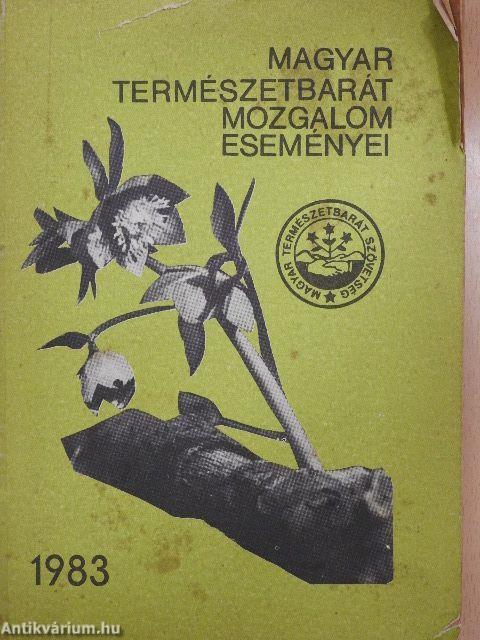 MAGYAR
TERMÉSZETBARÁT
MOZGALOM
ESEMÉNYEI
MAGYAR TERMÉSZETBARÁT SZÖVETSÉG
1983
Antikvárium.hu